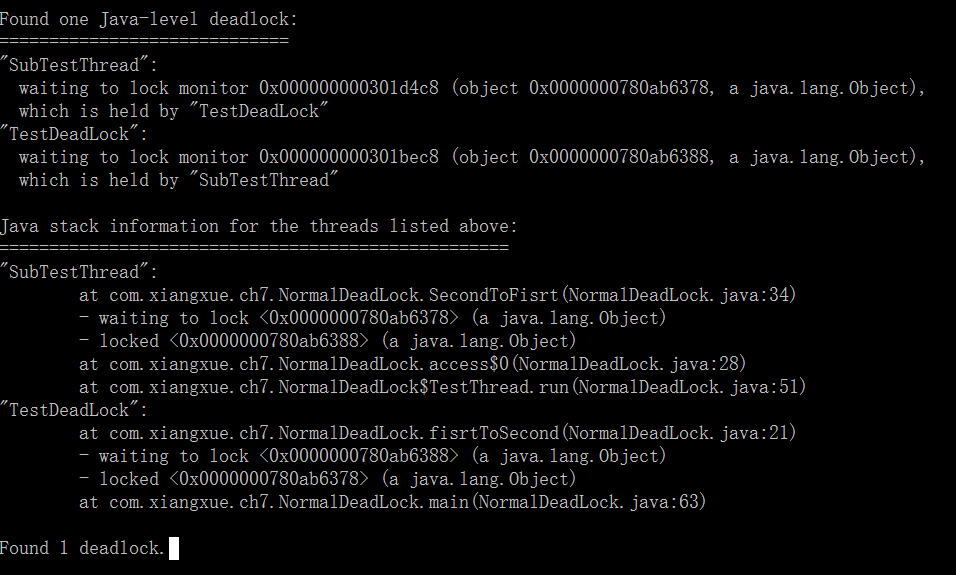 Found one Java-level deadlock:
=============================
"SubTestThread":
  waiting to lock monitor 0x000000000301d4c8 (object 0x0000000780ab6378, a java.lang.Object),
  which is held by "TestDeadLock"
"TestDeadLock":
  waiting to lock monitor 0x000000000301bec8 (object 0x0000000780ab6388, a java.lang.Object),
  which is held by "SubTestThread"

Java stack information for the threads listed above:
===================================================
"SubTestThread":
        at com.xiangxue.ch7.NormalDeadLock.SecondToFisrt(NormalDeadLock.java:34)
        - waiting to lock <0x0000000780ab6378> (a java.lang.Object)
        - locked <0x0000000780ab6388> (a java.lang.Object)
        at com.xiangxue.ch7.NormalDeadLock.access$0(NormalDeadLock.java:28)
        at com.xiangxue.ch7.NormalDeadLock$TestThread.run(NormalDeadLock.java:51)
"TestDeadLock":
        at com.xiangxue.ch7.NormalDeadLock.fisrtToSecond(NormalDeadLock.java:21)
        - waiting to lock <0x0000000780ab6388> (a java.lang.Object)
        - locked <0x0000000780ab6378> (a java.lang.Object)
        at com.xiangxue.ch7.NormalDeadLock.main(NormalDeadLock.java:63)

Found 1 deadlock.